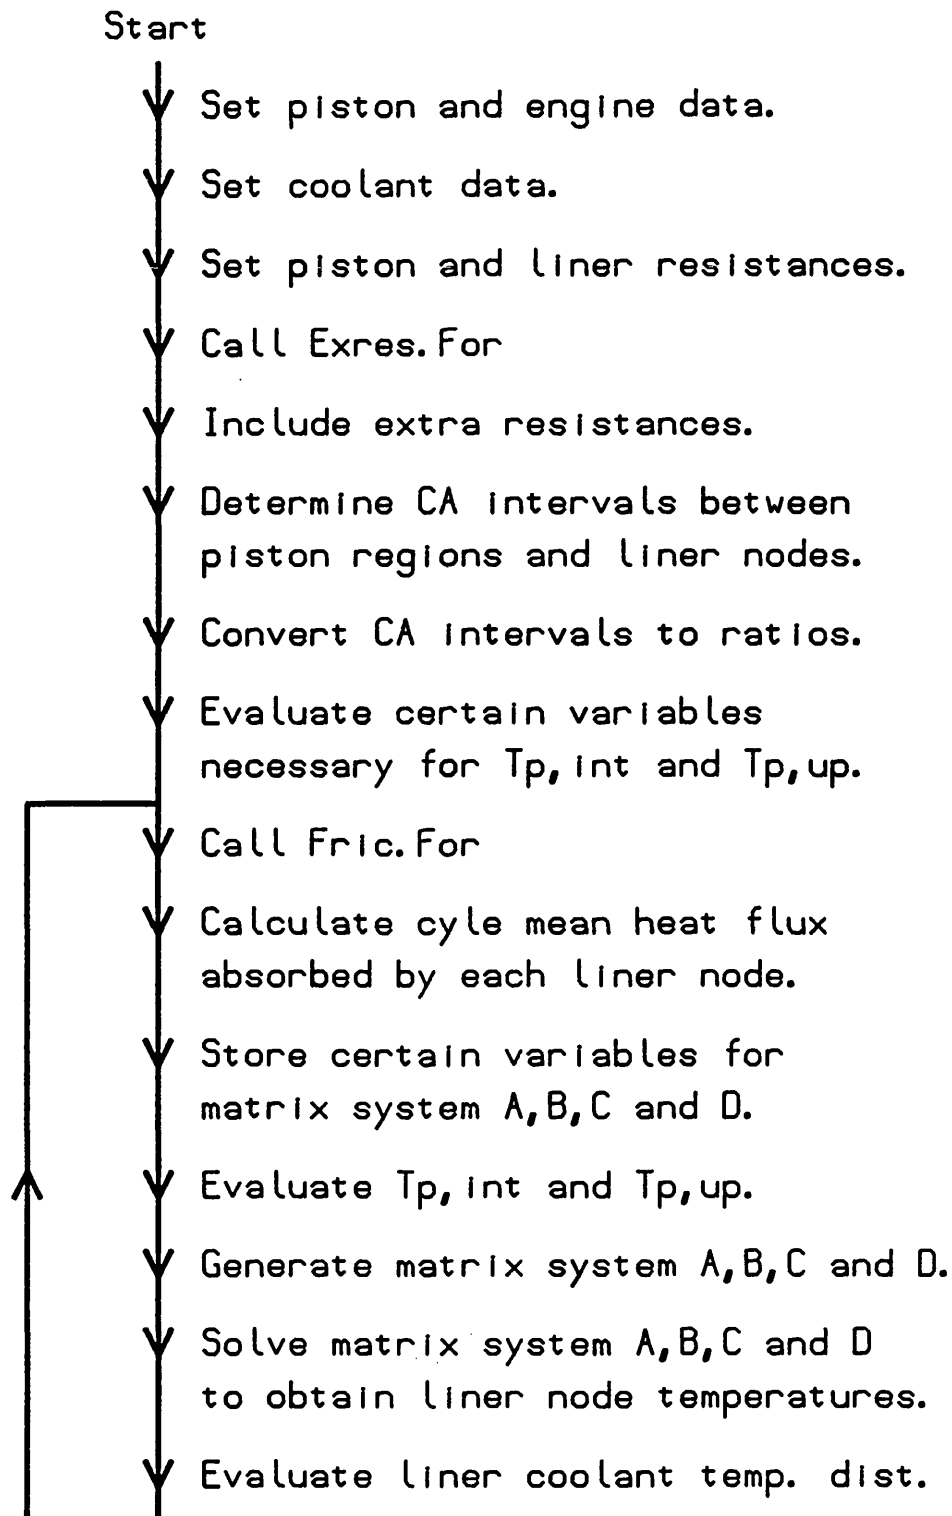 Start
Set piston and engine data.
Set coolant data.
Set piston and liner resistances.
Call Exres.For
Include extra resistances.
Determine CA intervals between
piston regions and liner nodes.
Convert CA intervals to ratios.
Evaluate certain variables
necessary for Tp,int and Tp,up.
Call Fric.For
Calculate cyle mean heat flux
absorbed by each liner node.
Store certain variables for
matrix system A,B,C and D.
Evaluate Tp,int and Tp,up.
Generate matrix system A,B,C and D.
Solve matrix system A,B,C and D
to obtain liner node temperatures.
Evaluate liner coolant temp. dist.